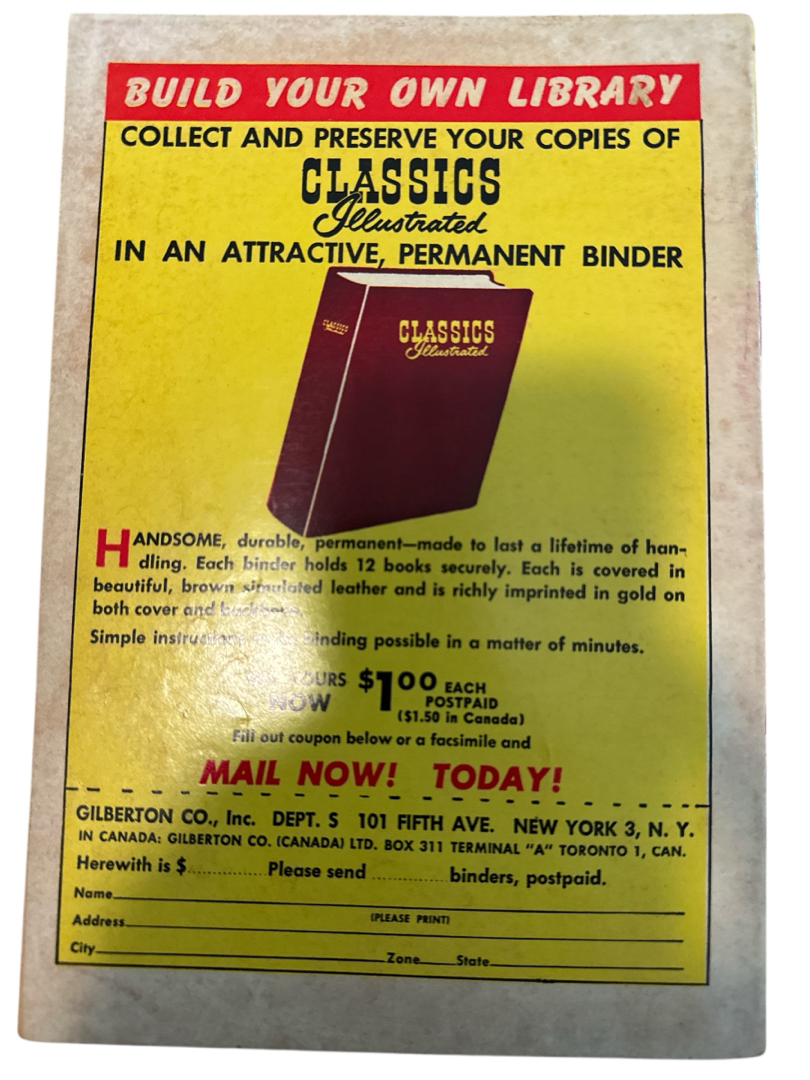 BUILD YOUR OWN LIBRARY
COLLECT AND PRESERVE YOUR COPIES OF
CLASSICS
Illustrated
IN AN ATTRACTIVE, PERMANENT BINDER
CLASSICS
Illustrated
CLASSICS
Illustrated
HANDSOME, durable, permanent—made to last a lifetime of han-
dling. Each binder holds 12 books securely. Each is covered in
beautiful, brown simulated leather and is richly imprinted in gold on
both cover and backbone.
Simple binding possible in a matter of minutes.
YOURS $1.00 EACH
NOW POSTPAID
($1.50 in Canada)
Fill out coupon below or a facsimile and
MAIL NOW! TODAY!
GILBERTON CO., Inc. DEPT. S 101 FIFTH AVE. NEW YORK 3, N. Y.
IN CANADA: GILBERTON CO. (CANADA) LTD. BOX 311 TERMINAL "A" TORONTO 1, CAN.
Herewith is $.............. Please send .............. binders, postpaid.
Name
Address (PLEASE PRINT)
City Zone State